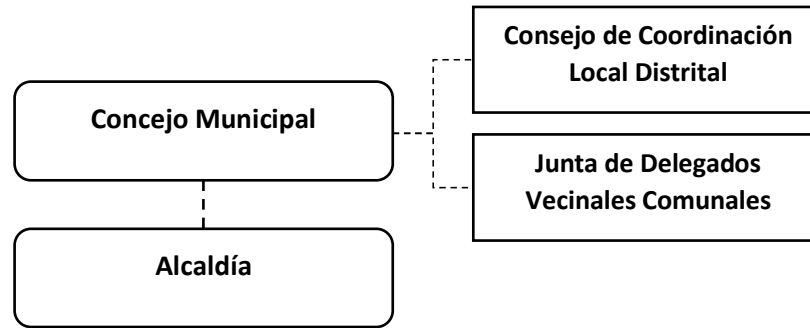 Consejo de Coordinación
Local Distrital
Concejo Municipal
Junta de Delegados
Vecinales Comunales
Alcaldía